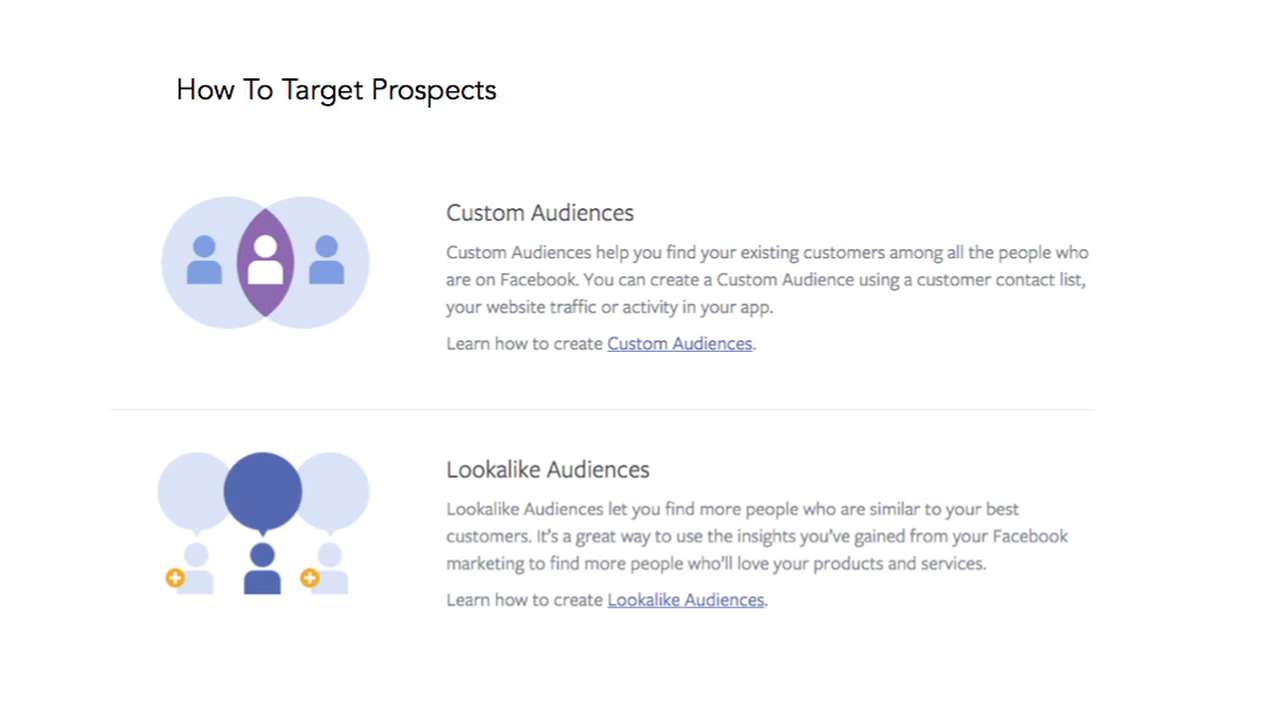 How To Target Prospects
Custom Audiences
Custom Audiences help you find your existing customers among all the people who
are on Facebook. You can create a Custom Audience using a customer contact list,
your website traffic or activity in your app.
Learn how to create Custom Audiences.
Lookalike Audiences
Lookalike Audiences let you find more people who are similar to your best
customers. It's a great way to use the insights you've gained from your Facebook
marketing to find more people who'll love your products and services.
Learn how to create Lookalike Audiences.